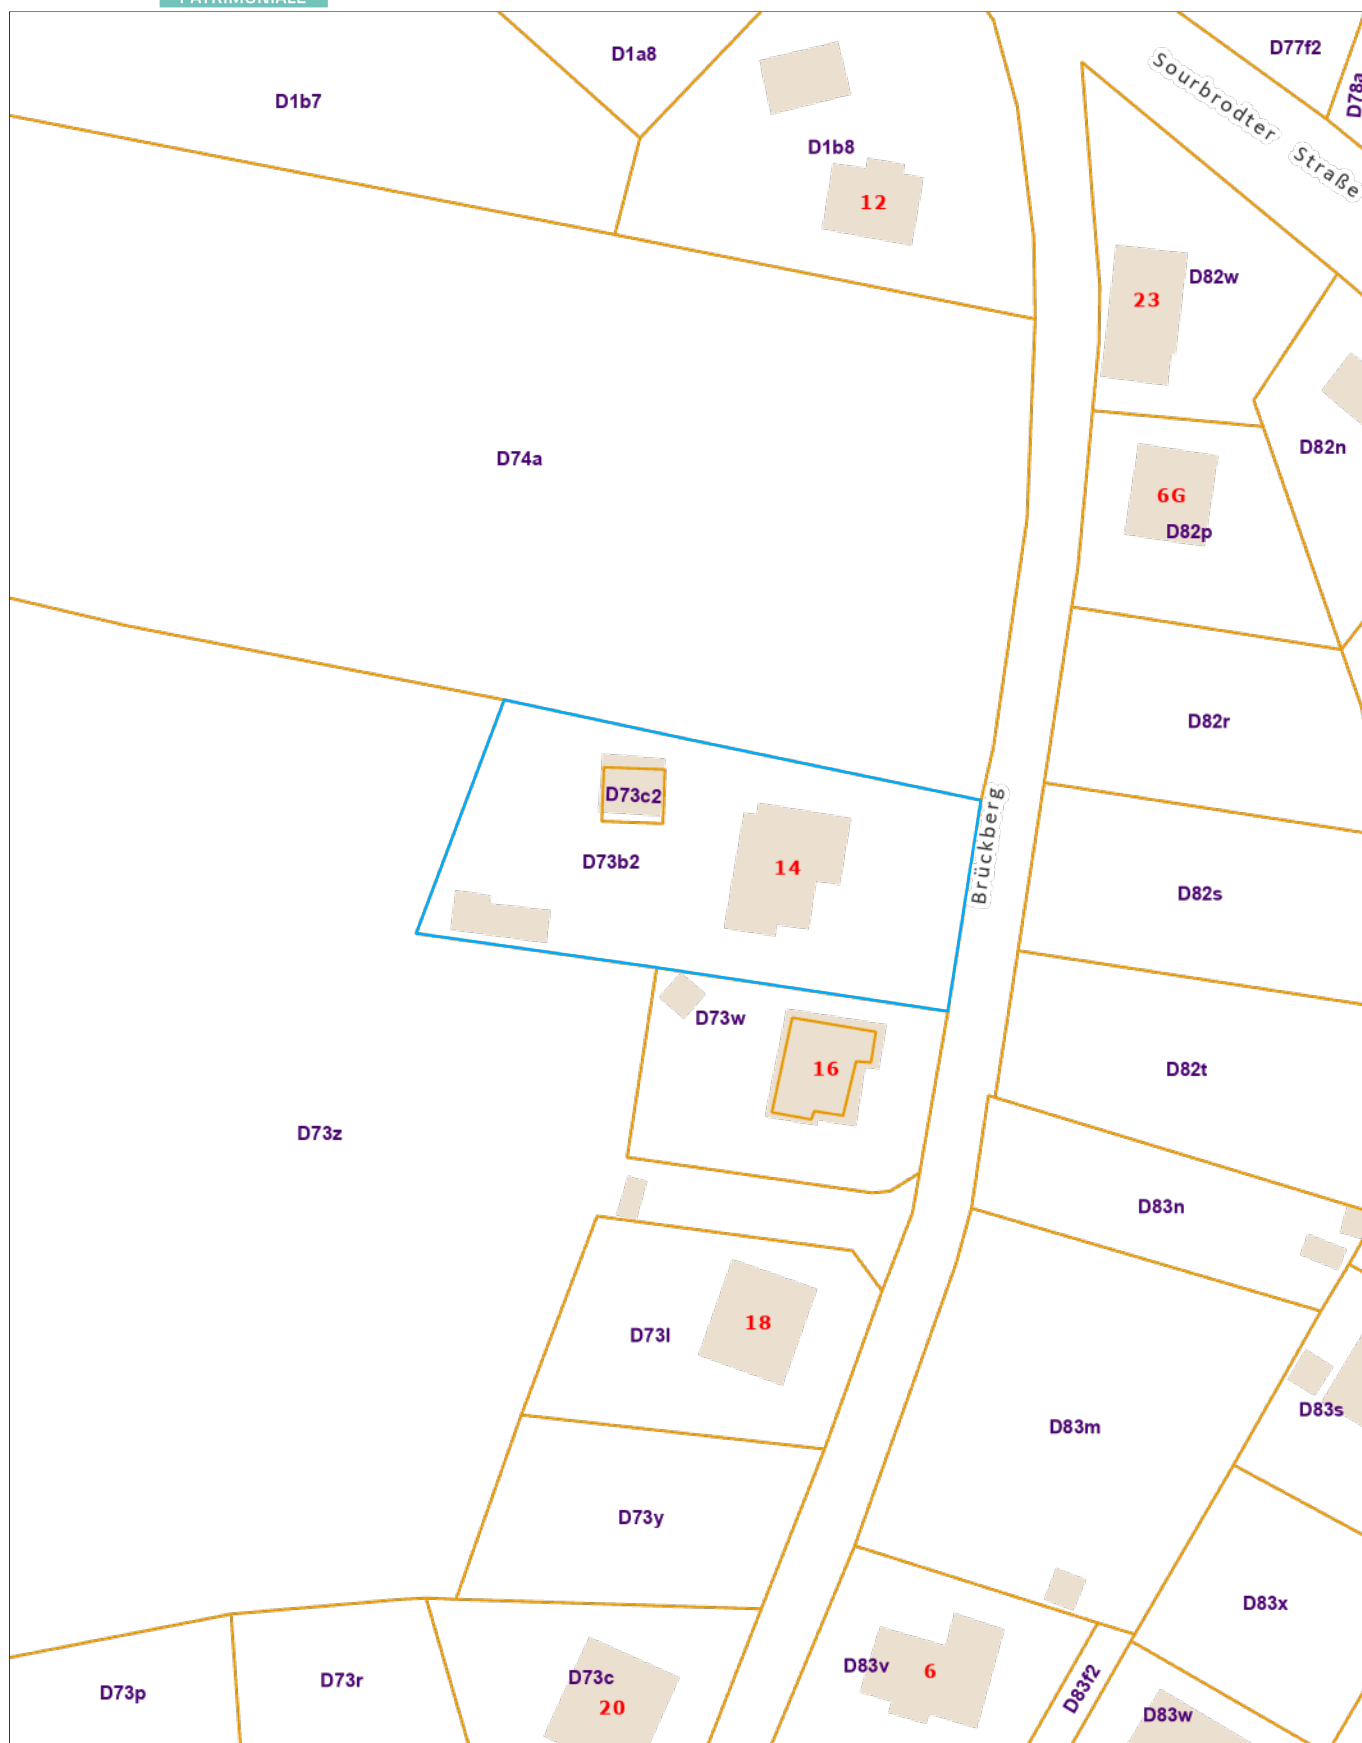 PATRIMONIALE
D1a8
D77f2
D78a
D1b7
Sourbrodter Straße
D1b8
12
D82w
23
D82n
D74a
6G
D82p
D82r
D73c2
Brückberg
D73b2
14
D82s
D73w
16
D82t
D73z
D83n
18
D73l
D83s
D83m
D73y
D83x
D83v
6
D73c
20
D73r
D73p
D83f2
D83w